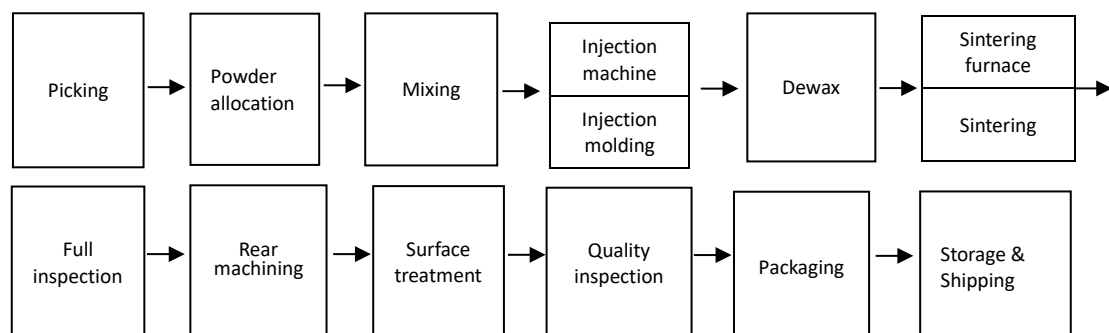 Picking
Powder
allocation
Mixing
Injection
machine
Injection
molding
Dewax
Sintering
furnace
Sintering
Full
inspection
Rear
machining
Surface
treatment
Quality
inspection
Packaging
Storage &
Shipping